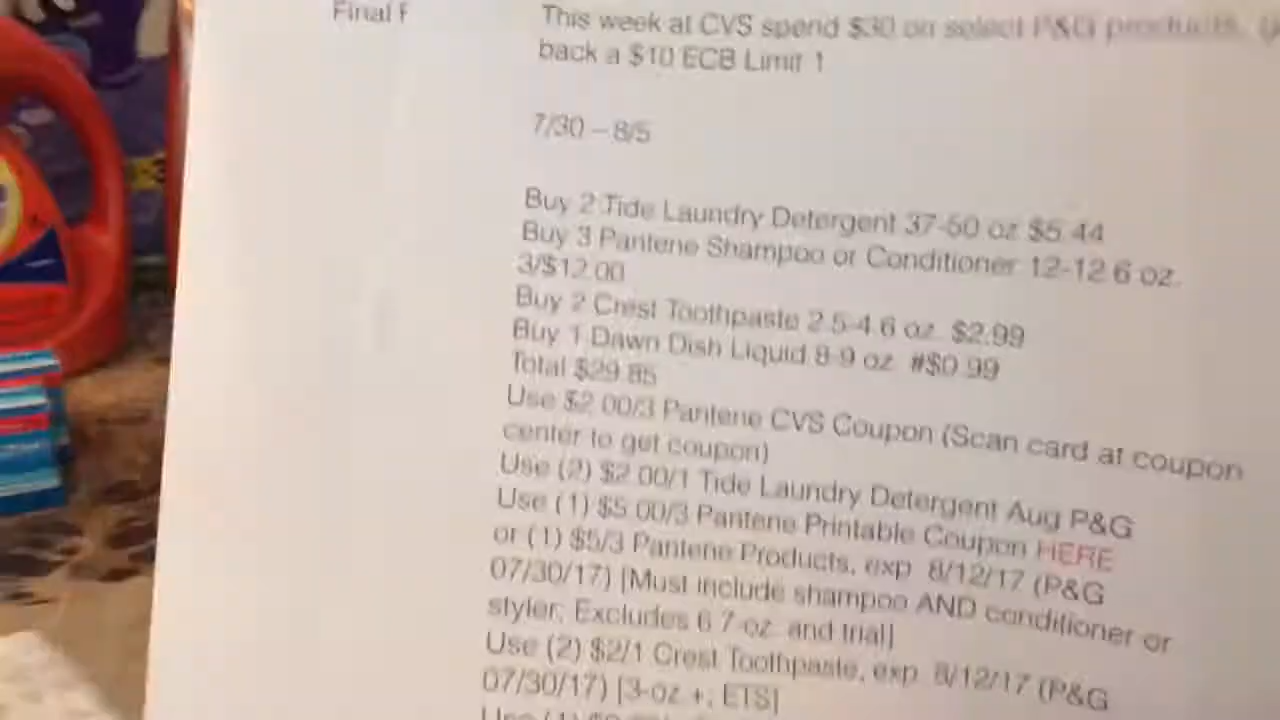 Final f
This week at CVS spend $30 on select P&G products,
back a $10 ECB Limit 1
7/30 – 8/5
Buy 2 Tide Laundry Detergent 37-50 oz $5.44
Buy 3 Pantene Shampoo or Conditioner 12-12.6 oz.
3/$12.00
Buy 2 Crest Toothpaste 2.5-4.6 oz. $2.99
Buy 1 Dawn Dish Liquid 8-9 oz. #$0.99
Total $29.85
Use $2.00/3 Pantene CVS Coupon (Scan card at coupon
center to get coupon)
Use (2) $2.00/1 Tide Laundry Detergent Aug P&G
Use (1) $5.00/3 Pantene Printable Coupon HERE
or (1) $5/3 Pantene Products, exp. 8/12/17 (P&G
07/30/17) [Must include shampoo AND conditioner or
styler; Excludes 6.7-oz. and trial]
Use (2) $2/1 Crest Toothpaste, exp. 8/12/17 (P&G
07/30/17) [3-oz.+, ETS]